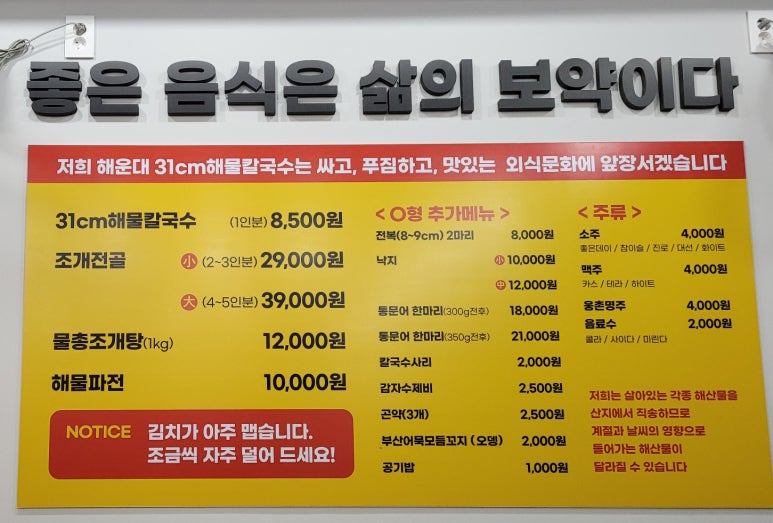 좋은 음식은 삶의 보약이다
저희 해운대 31cm해물칼국수는 싸고, 푸짐하고, 맛있는 외식문화에 앞장서겠습니다
31cm해물칼국수 (1인분) 8,500원
조개전골 小 (2~3인분) 29,000원
大 (4~5인분) 39,000원
물총조개탕(1kg) 12,000원
해물파전 10,000원
NOTICE 김치가 아주 맵습니다.
조금씩 자주 덜어 드세요!
< O형 추가메뉴 >
전복(8~9cm) 2마리 8,000원
낙지 小 10,000원
中 12,000원
통문어 한마리(300g전후) 18,000원
통문어 한마리(350g전후) 21,000원
칼국수사리 2,000원
감자수제비 2,500원
곤약(3개) 2,500원
부산어묵모듬꼬지 (오뎅) 2,000원
공기밥 1,000원
< 주류 >
소주 4,000원
좋은데이 / 참이슬 / 진로 / 대선 / 화이트
맥주 4,000원
카스 / 테라 / 하이트
웅촌명주 4,000원
음료수 2,000원
콜라 / 사이다 / 미린다
저희는 살아있는 각종 해산물을
산지에서 직송하므로
계절과 날씨의 영향으로
들어가는 해산물이
달라질 수 있습니다